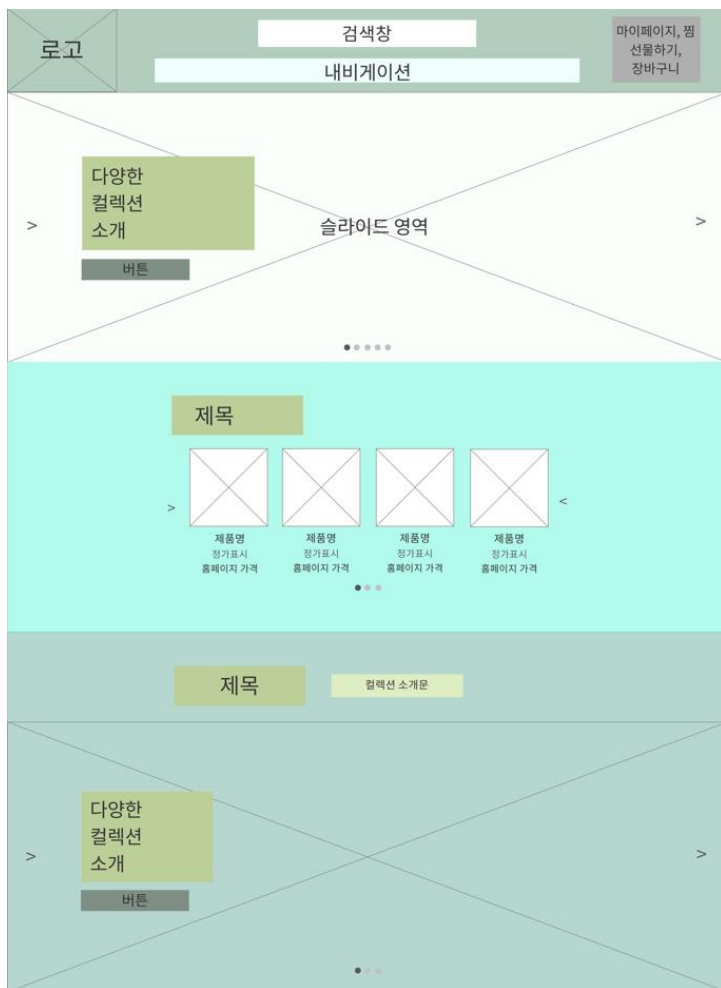 로고
검색창
내비게이션
마이페이지, 찜
선물하기,
장바구니
다양한
컬렉션
소개
버튼
>
슬라이드 영역
>
제목
>
<
제품명
정가표시
홈페이지 가격
제품명
정가표시
홈페이지 가격
제품명
정가표시
홈페이지 가격
제품명
정가표시
홈페이지 가격
제목
컬렉션 소개문
다양한
컬렉션
소개
버튼
>
>